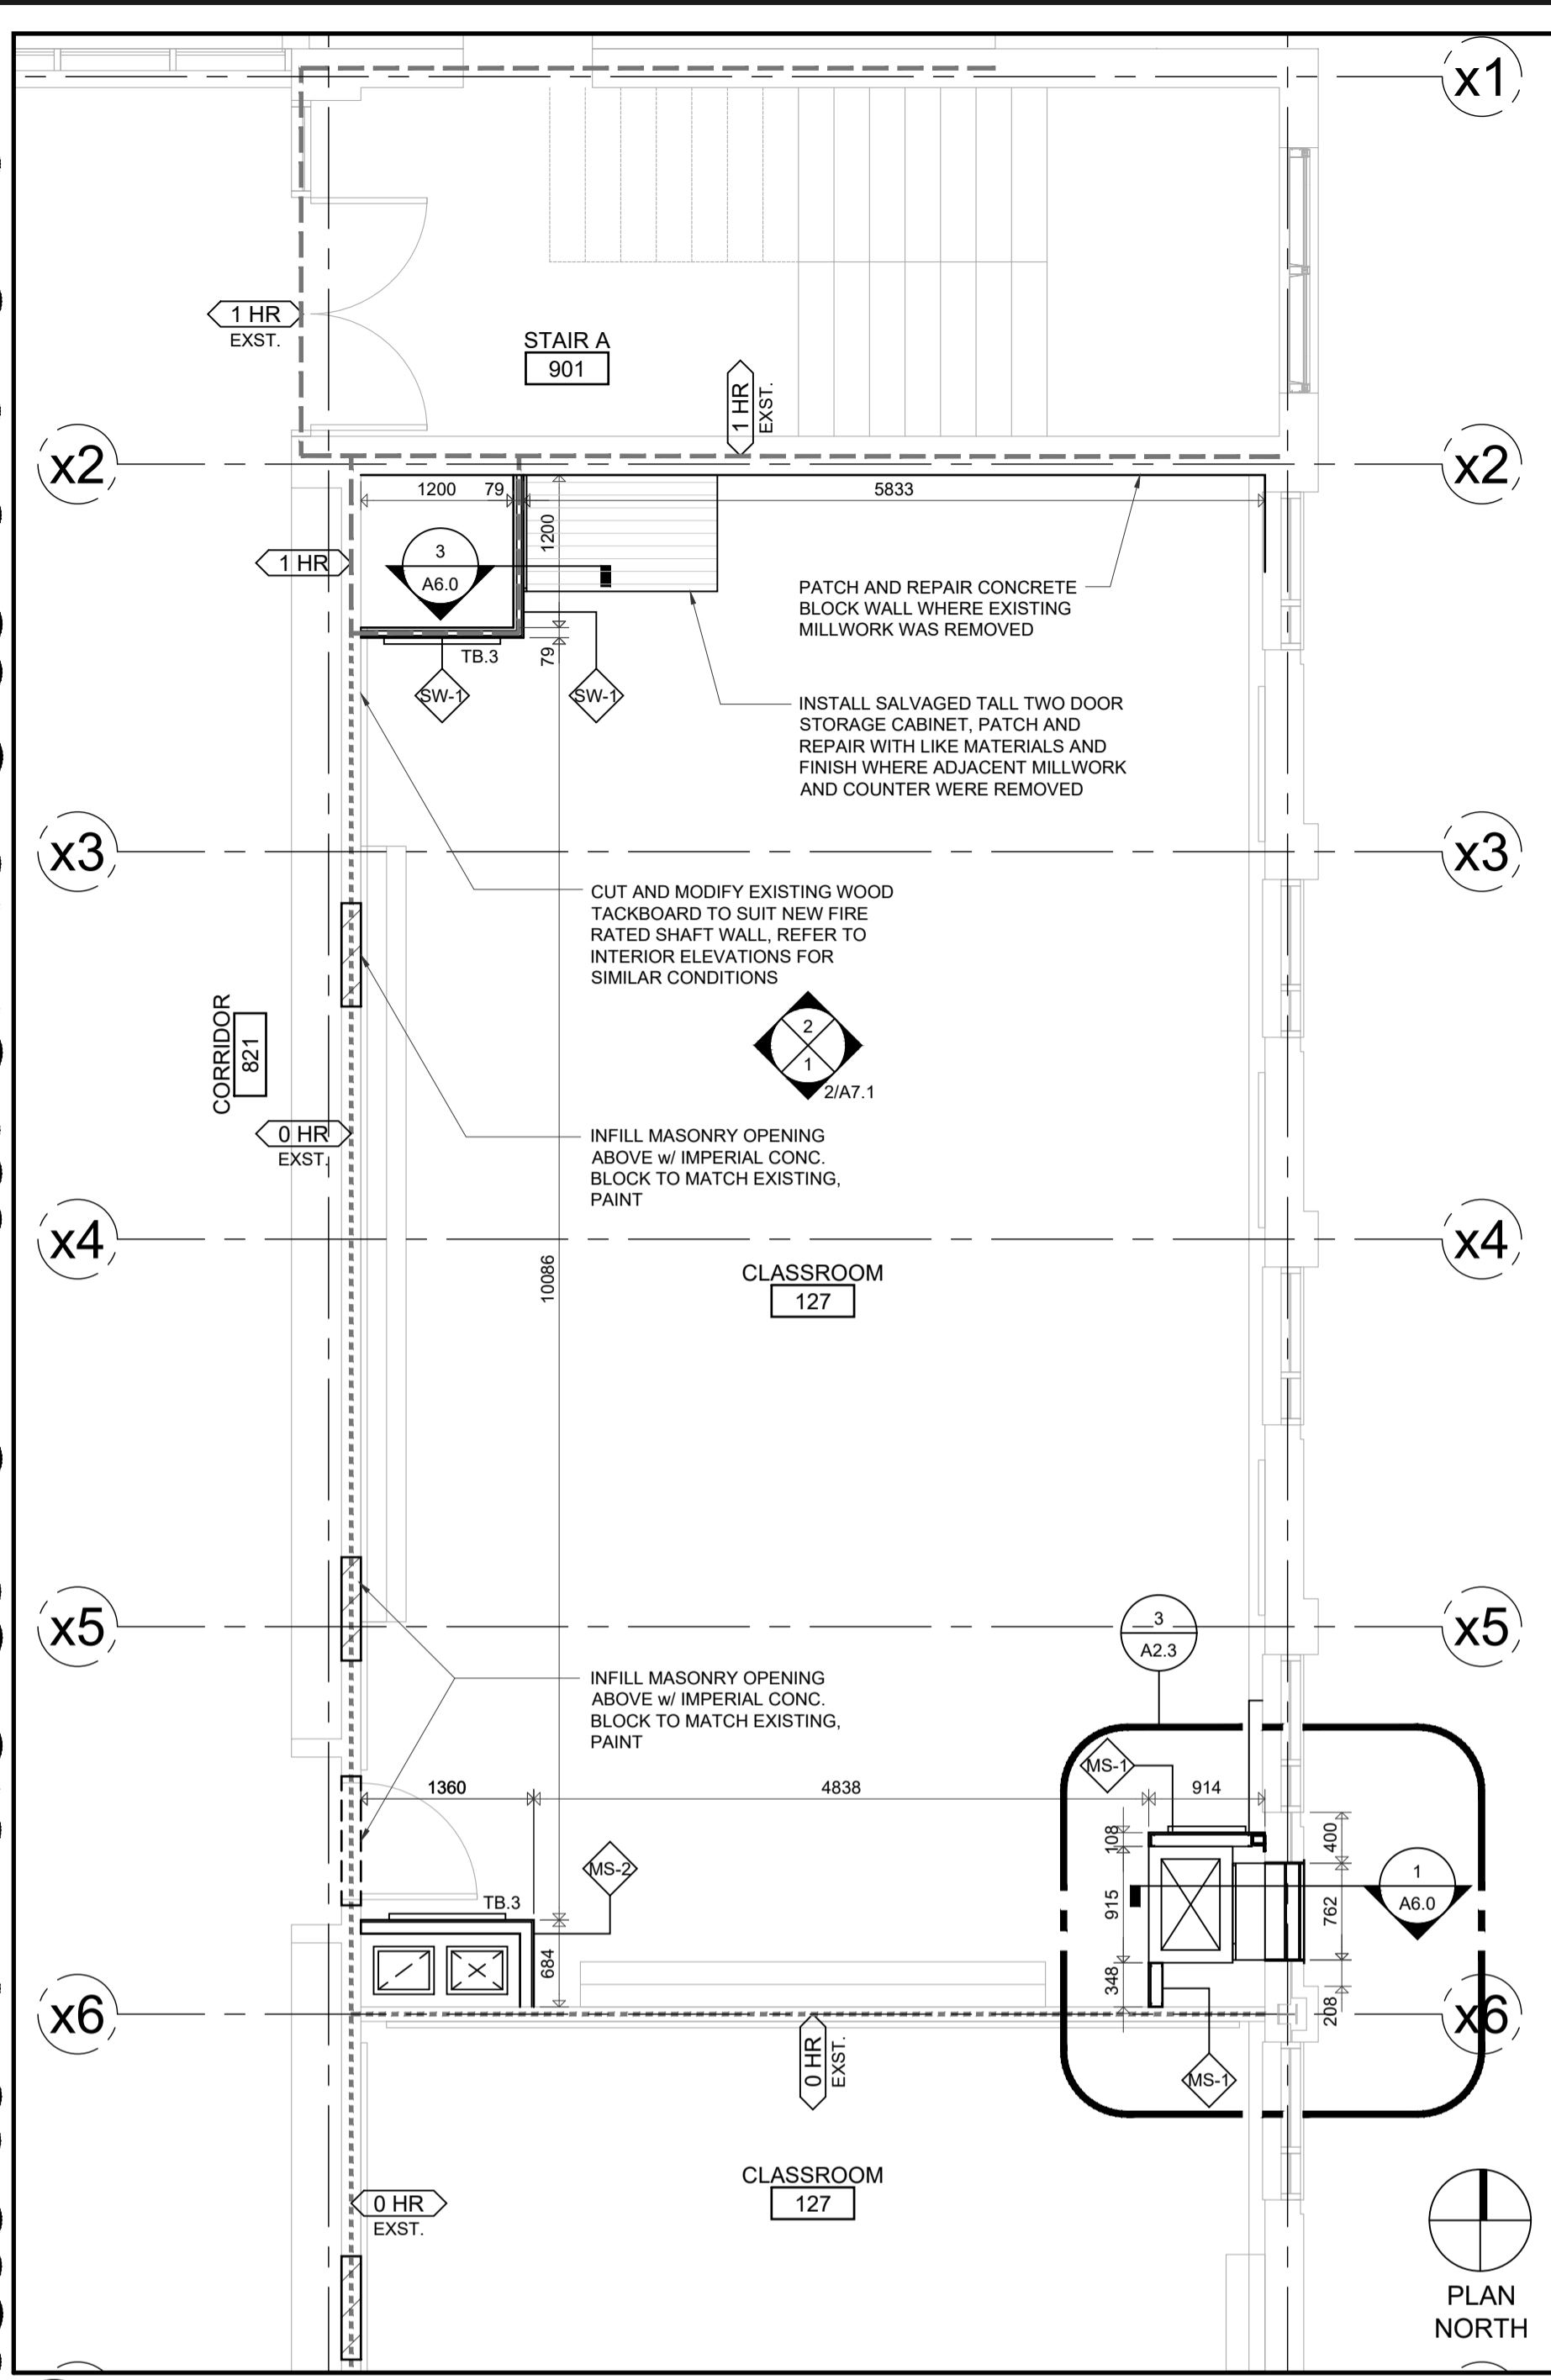 x1
1 HR
EXST.
STAIR A
901
1 HR
EXST.
x2
x2
1200
79
5833
1200
1 HR
3
A6.0
PATCH AND REPAIR CONCRETE
BLOCK WALL WHERE EXISTING
MILLWORK WAS REMOVED
TB.3
79
SW-1
SW-1
INSTALL SALVAGED TALL TWO DOOR
STORAGE CABINET, PATCH AND
REPAIR WITH LIKE MATERIALS AND
FINISH WHERE ADJACENT MILLWORK
AND COUNTER WERE REMOVED
x3
x3
CUT AND MODIFY EXISTING WOOD
TACKBOARD TO SUIT NEW FIRE
RATED SHAFT WALL, REFER TO
INTERIOR ELEVATIONS FOR
SIMILAR CONDITIONS
CORRIDOR
821
2
1
2/A7.1
0 HR
EXST.
INFILL MASONRY OPENING
ABOVE w/ IMPERIAL CONC.
BLOCK TO MATCH EXISTING,
PAINT
x4
x4
10086
CLASSROOM
127
x5
x5
3
A2.3
INFILL MASONRY OPENING
ABOVE w/ IMPERIAL CONC.
BLOCK TO MATCH EXISTING,
PAINT
MS-1
1360
4838
914
108
400
MS-2
1
A6.0
TB.3
915
762
684
348
208
x6
x6
0 HR
EXST.
MS-1
CLASSROOM
127
0 HR
EXST.
PLAN
NORTH